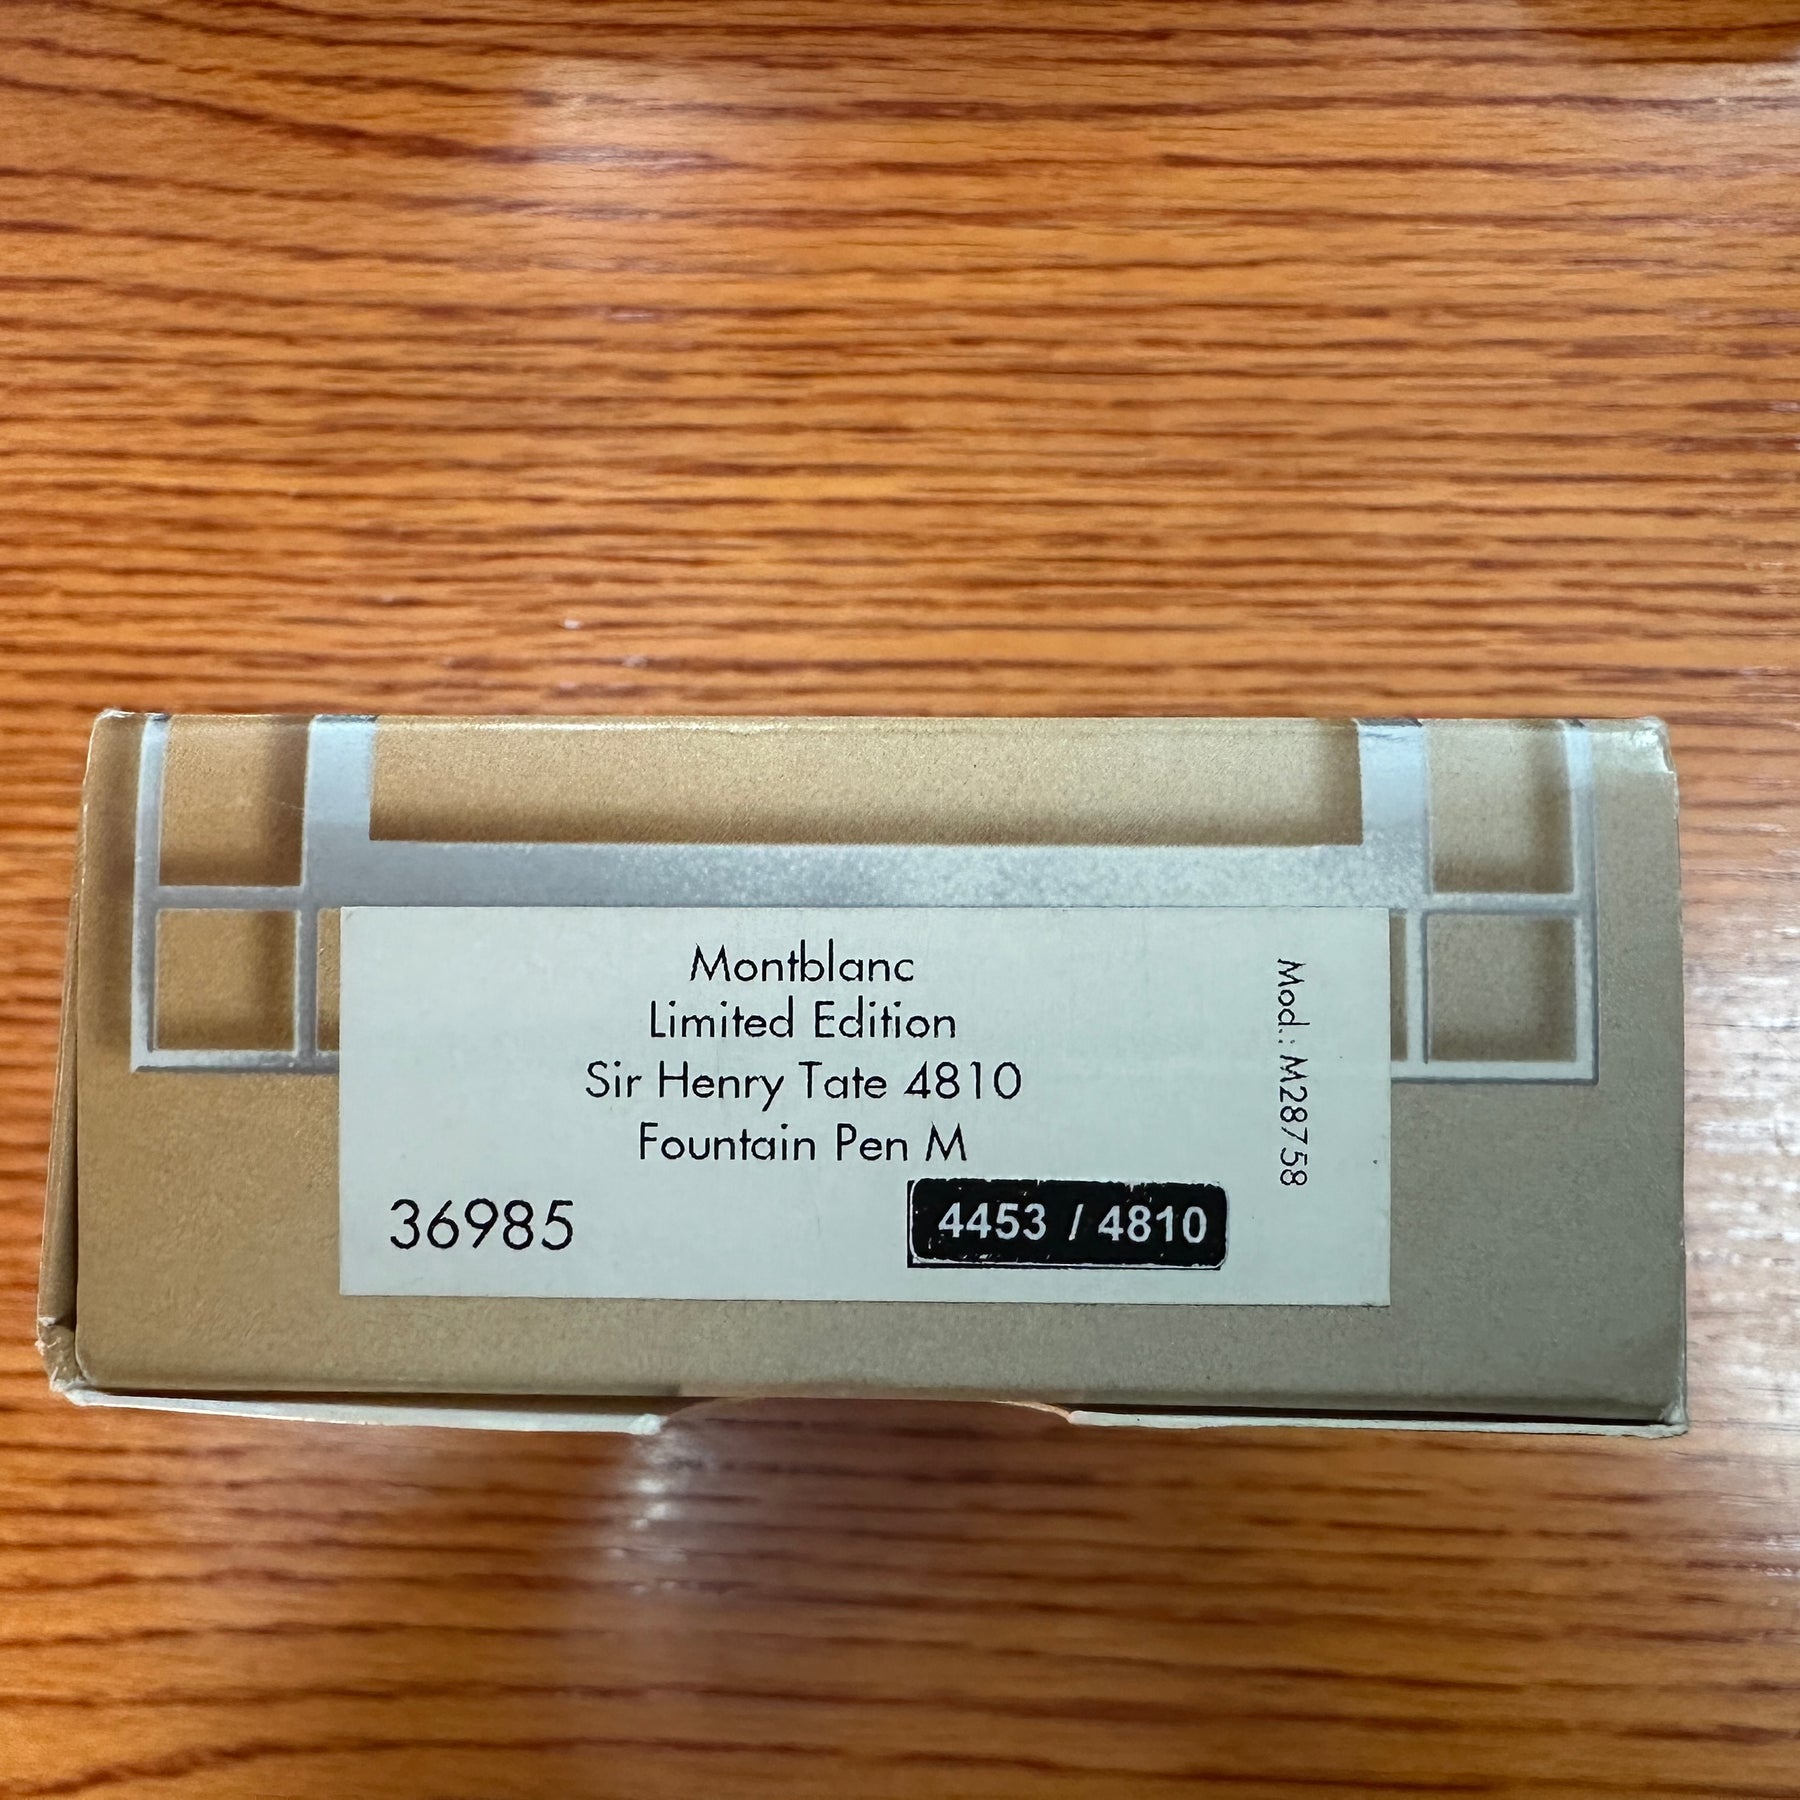 Montblanc
Limited Edition
Sir Henry Tate 4810
Fountain Pen M
36985
4453 / 4810
Mod.: M28758